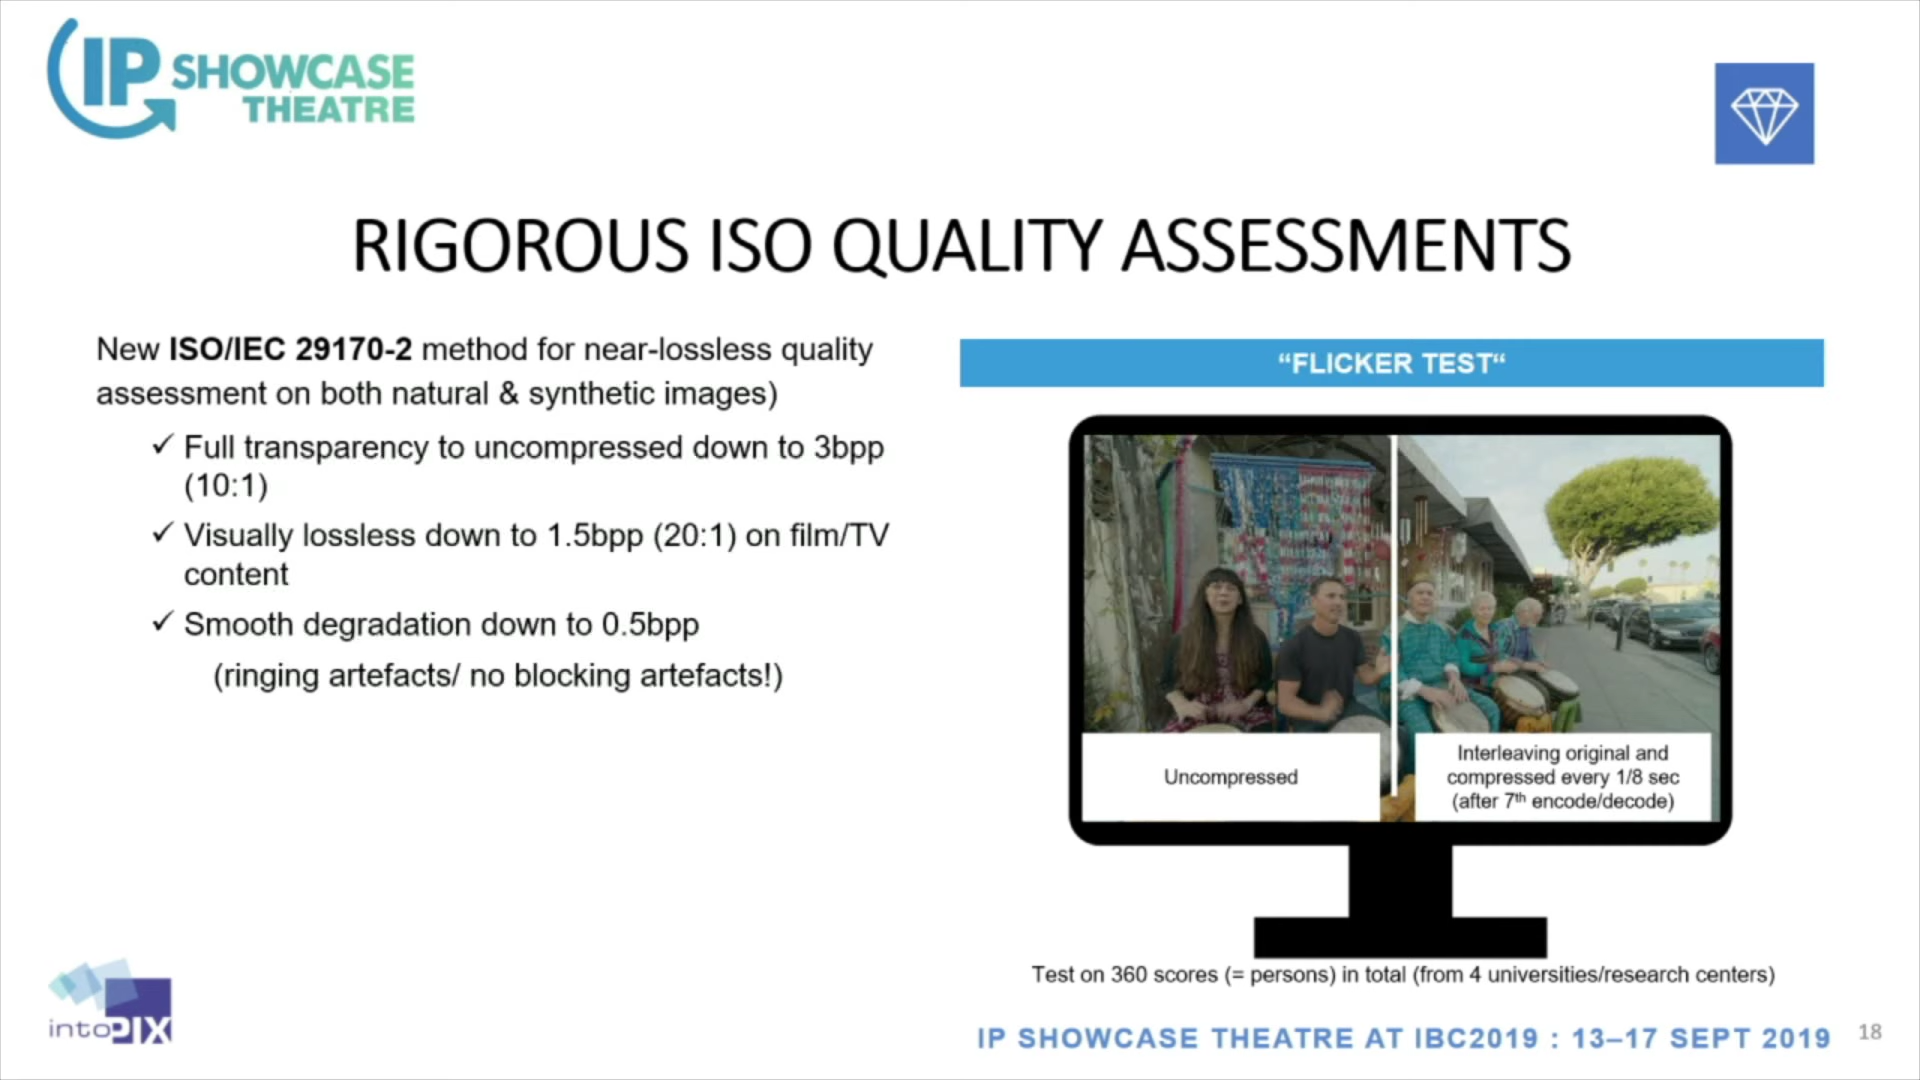 IP SHOWCASE
THEATRE
RIGOROUS ISO QUALITY ASSESSMENTS
New ISO/IEC 29170-2 method for near-lossless quality
assessment on both natural & synthetic images)
✓ Full transparency to uncompressed down to 3bpp
(10:1)
✓ Visually lossless down to 1.5bpp (20:1) on film/TV
content
✓ Smooth degradation down to 0.5bpp
(ringing artefacts/ no blocking artefacts!)
“FLICKER TEST“
Uncompressed
Interleaving original and
compressed every 1/8 sec
(after 7th encode/decode)
Test on 360 scores (= persons) in total (from 4 universities/research centers)
intoPIX
IP SHOWCASE THEATRE AT IBC2019 : 13–17 SEPT 2019
18